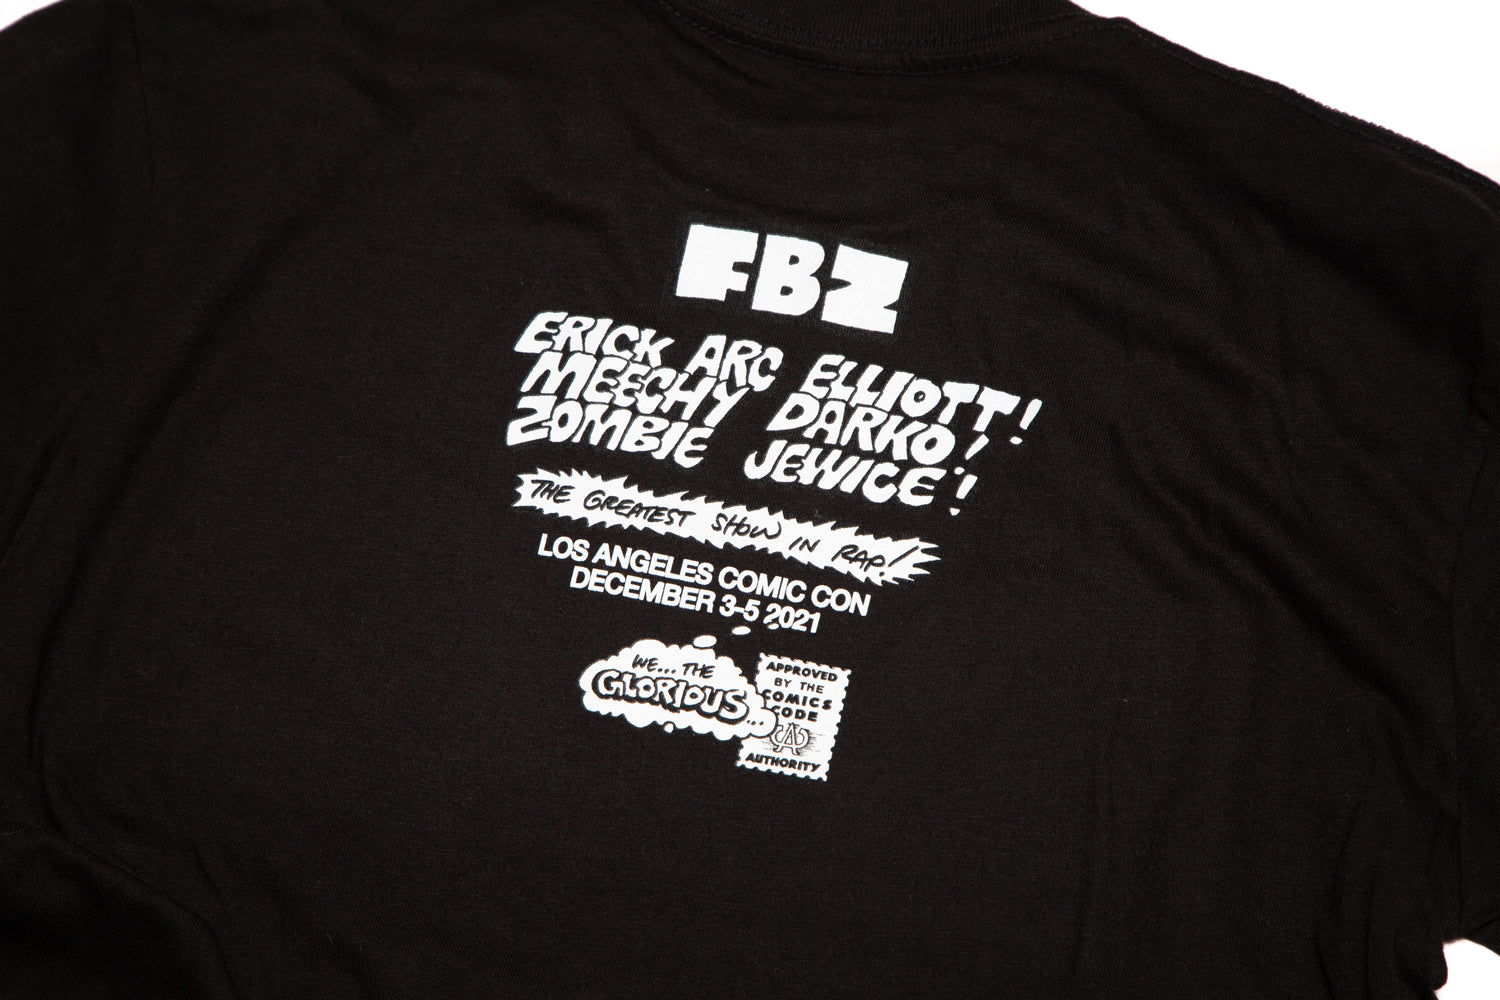 FBZ
ERICK ARC ELLIOTT!
MEECHY DARKO!
ZOMBIE JEWICE!
THE GREATEST SHOW IN RAP!
LOS ANGELES COMIC CON
DECEMBER 3-5 2021
WE... THE
GLORIOUS...
APPROVED
BY THE
COMICS
CODE
CA
AUTHORITY